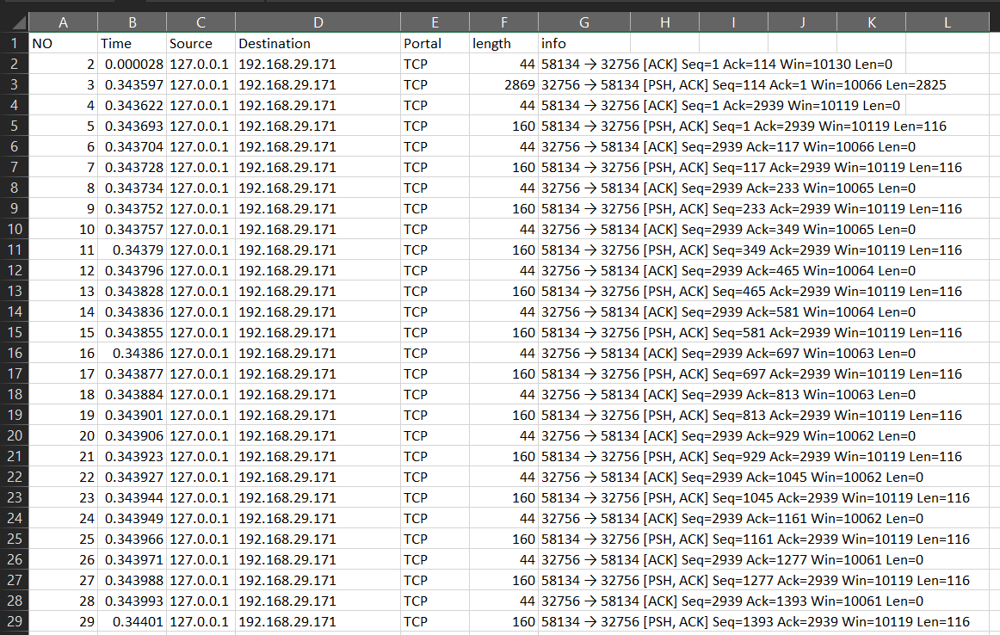 A B C D E F G H I J K L
1 NO Time Source Destination Portal length info
2 2 0.000028 127.0.0.1 192.168.29.171 TCP 44 58134 → 32756 [ACK] Seq=1 Ack=114 Win=10130 Len=0
3 3 0.343597 127.0.0.1 192.168.29.171 TCP 2869 32756 → 58134 [PSH, ACK] Seq=114 Ack=1 Win=10066 Len=2825
4 4 0.343622 127.0.0.1 192.168.29.171 TCP 44 58134 → 32756 [ACK] Seq=1 Ack=2939 Win=10119 Len=0
5 5 0.343693 127.0.0.1 192.168.29.171 TCP 160 58134 → 32756 [PSH, ACK] Seq=1 Ack=2939 Win=10119 Len=116
6 6 0.343704 127.0.0.1 192.168.29.171 TCP 44 32756 → 58134 [ACK] Seq=2939 Ack=117 Win=10066 Len=0
7 7 0.343728 127.0.0.1 192.168.29.171 TCP 160 58134 → 32756 [PSH, ACK] Seq=117 Ack=2939 Win=10119 Len=116
8 8 0.343734 127.0.0.1 192.168.29.171 TCP 44 32756 → 58134 [ACK] Seq=2939 Ack=233 Win=10065 Len=0
9 9 0.343752 127.0.0.1 192.168.29.171 TCP 160 58134 → 32756 [PSH, ACK] Seq=233 Ack=2939 Win=10119 Len=116
10 10 0.343757 127.0.0.1 192.168.29.171 TCP 44 32756 → 58134 [ACK] Seq=2939 Ack=349 Win=10065 Len=0
11 11 0.34379 127.0.0.1 192.168.29.171 TCP 160 58134 → 32756 [PSH, ACK] Seq=349 Ack=2939 Win=10119 Len=116
12 12 0.343796 127.0.0.1 192.168.29.171 TCP 44 32756 → 58134 [ACK] Seq=2939 Ack=465 Win=10064 Len=0
13 13 0.343828 127.0.0.1 192.168.29.171 TCP 160 58134 → 32756 [PSH, ACK] Seq=465 Ack=2939 Win=10119 Len=116
14 14 0.343836 127.0.0.1 192.168.29.171 TCP 44 32756 → 58134 [ACK] Seq=2939 Ack=581 Win=10064 Len=0
15 15 0.343855 127.0.0.1 192.168.29.171 TCP 160 58134 → 32756 [PSH, ACK] Seq=581 Ack=2939 Win=10119 Len=116
16 16 0.34386 127.0.0.1 192.168.29.171 TCP 44 32756 → 58134 [ACK] Seq=2939 Ack=697 Win=10063 Len=0
17 17 0.343877 127.0.0.1 192.168.29.171 TCP 160 58134 → 32756 [PSH, ACK] Seq=697 Ack=2939 Win=10119 Len=116
18 18 0.343884 127.0.0.1 192.168.29.171 TCP 44 32756 → 58134 [ACK] Seq=2939 Ack=813 Win=10063 Len=0
19 19 0.343901 127.0.0.1 192.168.29.171 TCP 160 58134 → 32756 [PSH, ACK] Seq=813 Ack=2939 Win=10119 Len=116
20 20 0.343906 127.0.0.1 192.168.29.171 TCP 44 32756 → 58134 [ACK] Seq=2939 Ack=929 Win=10062 Len=0
21 21 0.343923 127.0.0.1 192.168.29.171 TCP 160 58134 → 32756 [PSH, ACK] Seq=929 Ack=2939 Win=10119 Len=116
22 22 0.343927 127.0.0.1 192.168.29.171 TCP 44 32756 → 58134 [ACK] Seq=2939 Ack=1045 Win=10062 Len=0
23 23 0.343944 127.0.0.1 192.168.29.171 TCP 160 58134 → 32756 [PSH, ACK] Seq=1045 Ack=2939 Win=10119 Len=116
24 24 0.343949 127.0.0.1 192.168.29.171 TCP 44 32756 → 58134 [ACK] Seq=2939 Ack=1161 Win=10062 Len=0
25 25 0.343966 127.0.0.1 192.168.29.171 TCP 160 58134 → 32756 [PSH, ACK] Seq=1161 Ack=2939 Win=10119 Len=116
26 26 0.343971 127.0.0.1 192.168.29.171 TCP 44 32756 → 58134 [ACK] Seq=2939 Ack=1277 Win=10061 Len=0
27 27 0.343988 127.0.0.1 192.168.29.171 TCP 160 58134 → 32756 [PSH, ACK] Seq=1277 Ack=2939 Win=10119 Len=116
28 28 0.343993 127.0.0.1 192.168.29.171 TCP 44 32756 → 58134 [ACK] Seq=2939 Ack=1393 Win=10061 Len=0
29 29 0.34401 127.0.0.1 192.168.29.171 TCP 160 58134 → 32756 [PSH, ACK] Seq=1393 Ack=2939 Win=10119 Len=116